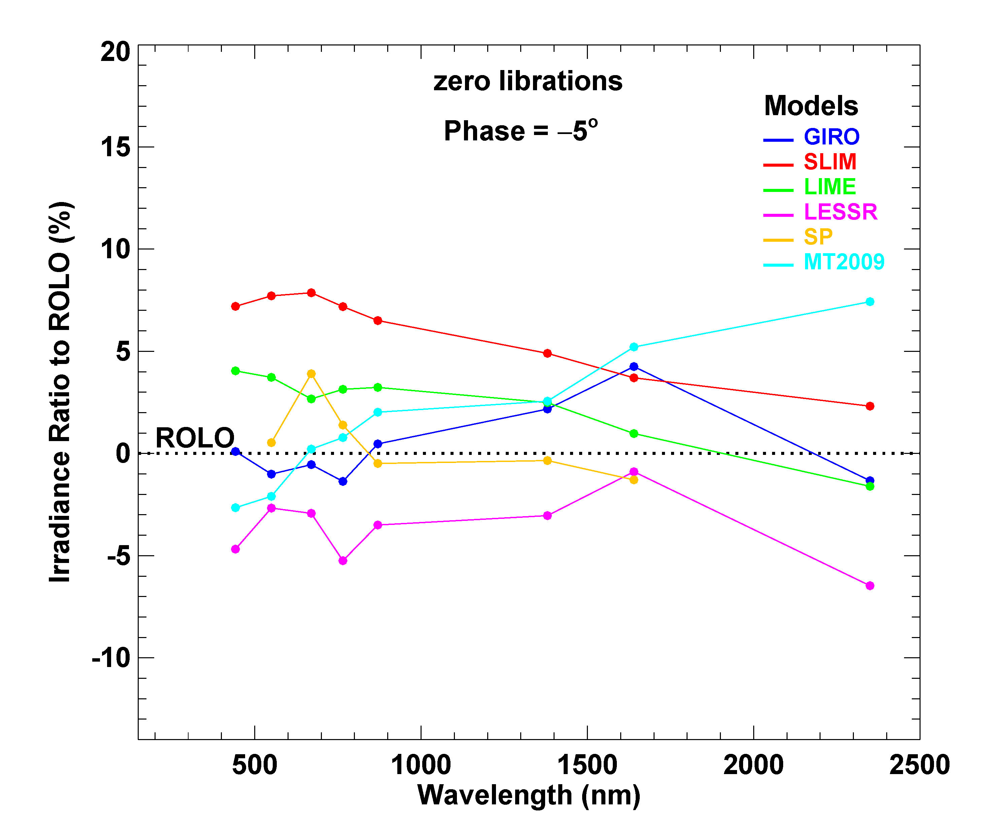 20
15
10
5
0
-5
-10
Irradiance Ratio to ROLO (%)
zero librations
Phase = –5°
Models
GIRO
SLIM
LIME
LESSR
SP
MT2009
ROLO
500 1000 1500 2000 2500
Wavelength (nm)